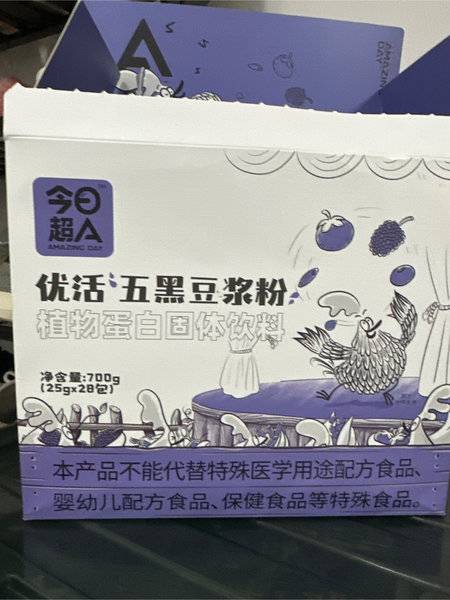 AMAZING DAY
今日
超人
AMAZING DAY
优活 五黑豆浆粉
植物蛋白固体饮料
净含量:700g
(25gx28包)
本产品不能代替特殊医学用途配方食品、
婴幼儿配方食品、保健食品等特殊食品。